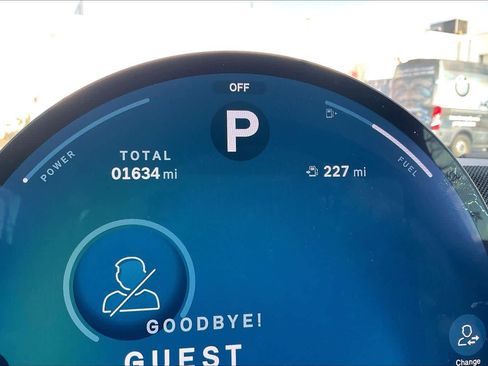 OFF
P
POWER
TOTAL
01634 mi
227 mi
FUEL
GOODBYE!
GUEST
Change